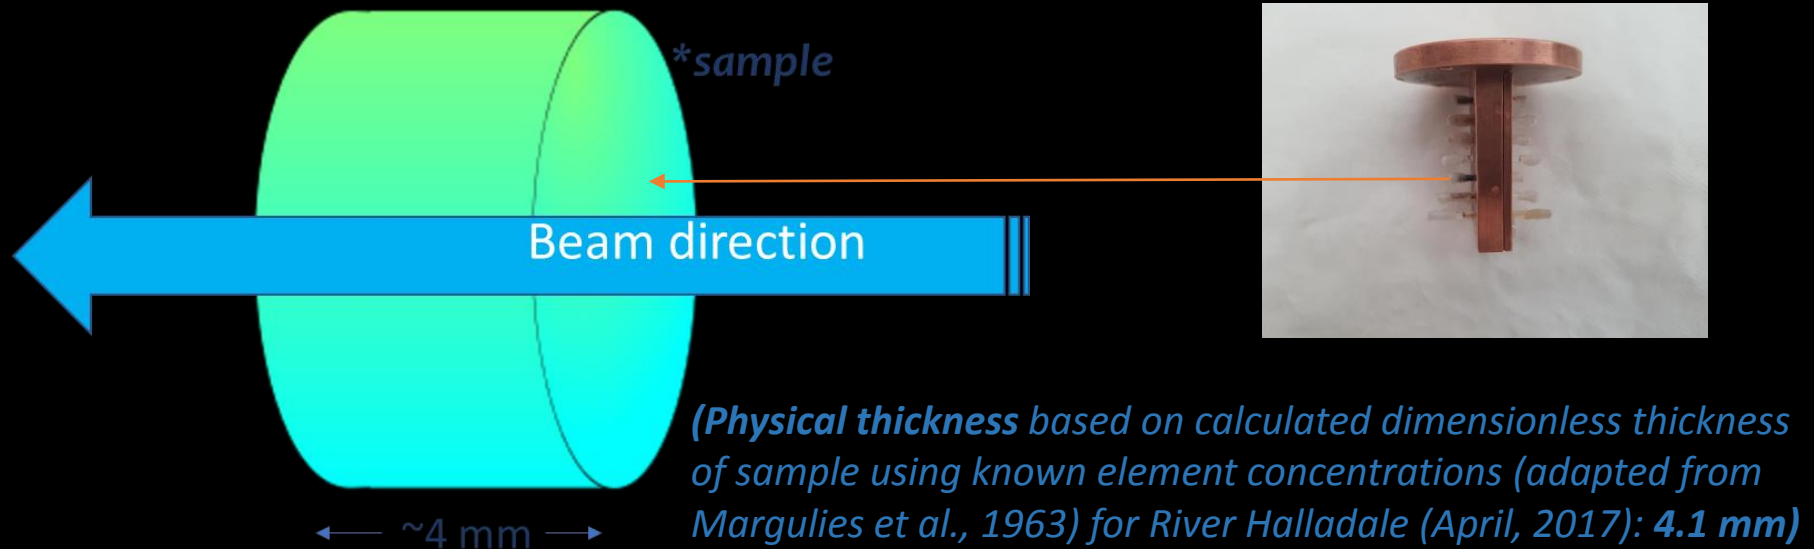 *sample
Beam direction
(Physical thickness based on calculated dimensionless thickness
of sample using known element concentrations (adapted from
Margulies et al., 1963) for River Halladale (April, 2017): 4.1 mm)
~4 mm